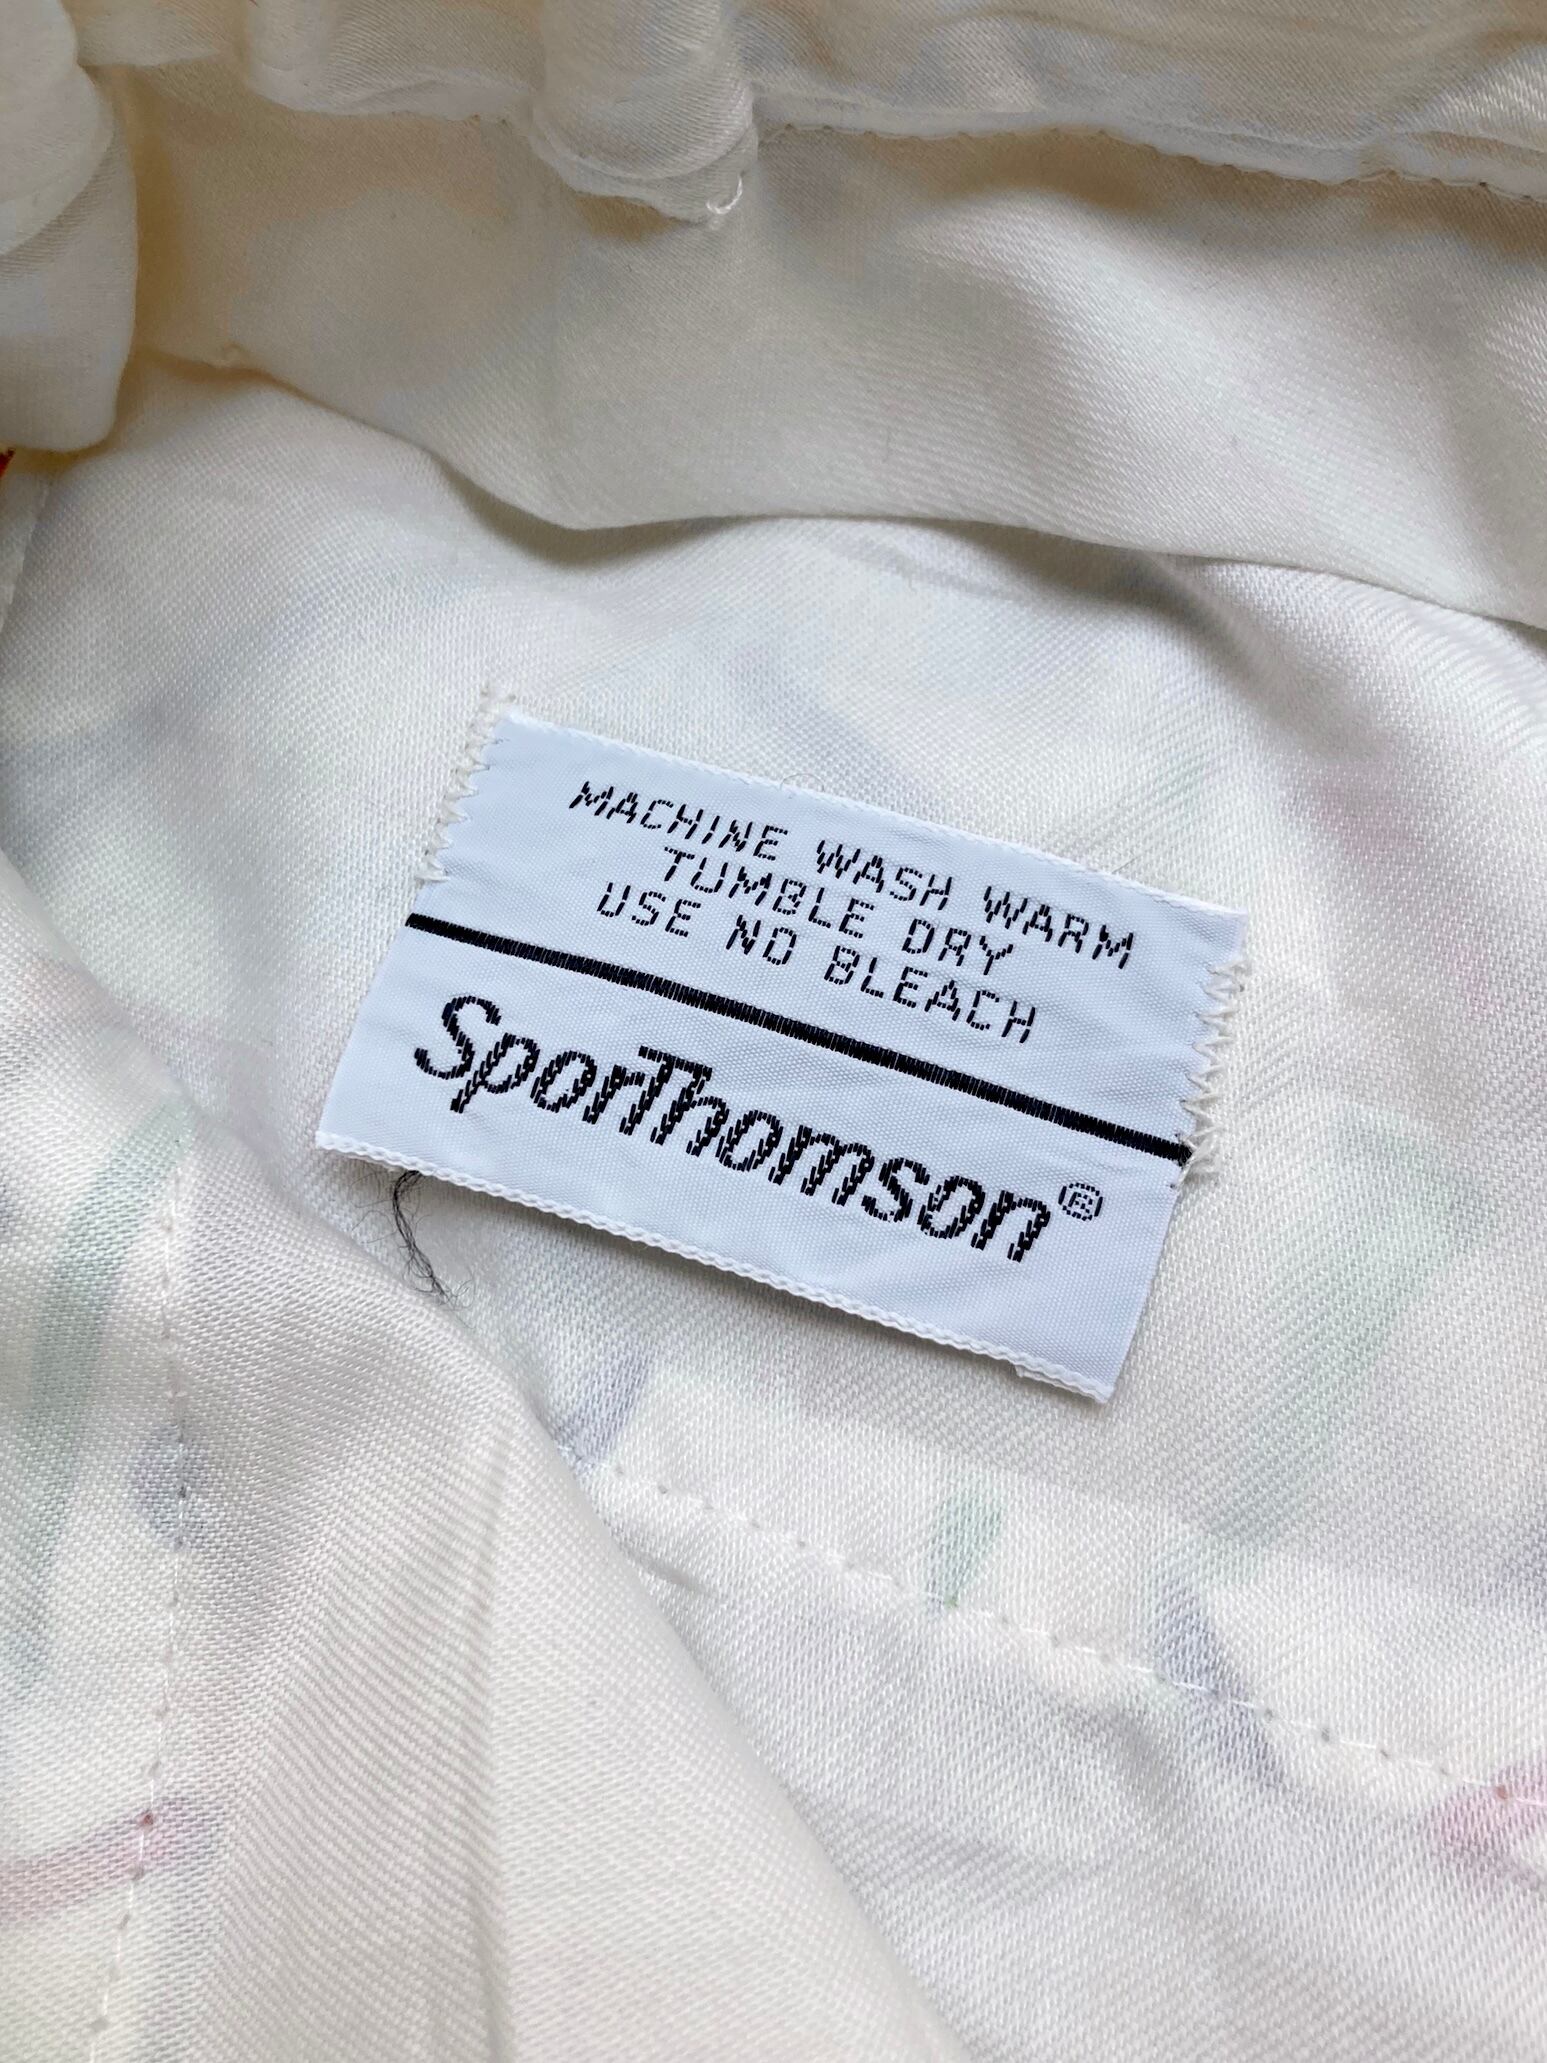 MACHINE WASH WARM
TUMBLE DRY
USE NO BLEACH
SporThomson®